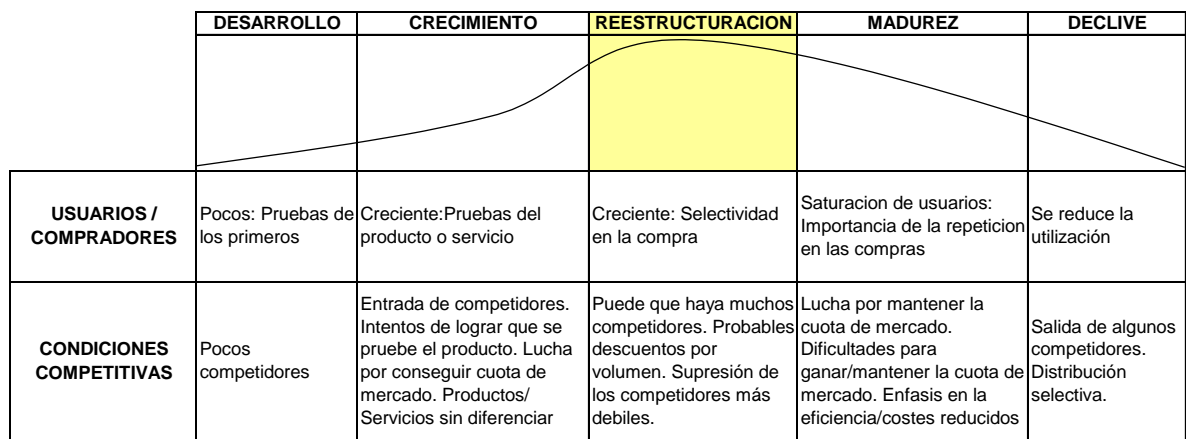 DESARROLLO CRECIMIENTO REESTRUCTURACION MADUREZ DECLIVE
USUARIOS /
COMPRADORES
Pocos: Pruebas de
los primeros
Creciente:Pruebas del
producto o servicio
Creciente: Selectividad
en la compra
Saturacion de usuarios:
Importancia de la repeticion
en las compras
Se reduce la
utilización
CONDICIONES
COMPETITIVAS
Pocos
competidores
Entrada de competidores.
Intentos de lograr que se
pruebe el producto. Lucha
por conseguir cuota de
mercado. Productos/
Servicios sin diferenciar
Puede que haya muchos
competidores. Probables
descuentos por
volumen. Supresión de
los competidores más
debiles.
Lucha por mantener la
cuota de mercado.
Dificultades para
ganar/mantener la cuota de
mercado. Enfasis en la
eficiencia/costes reducidos
Salida de algunos
competidores.
Distribución
selectiva.